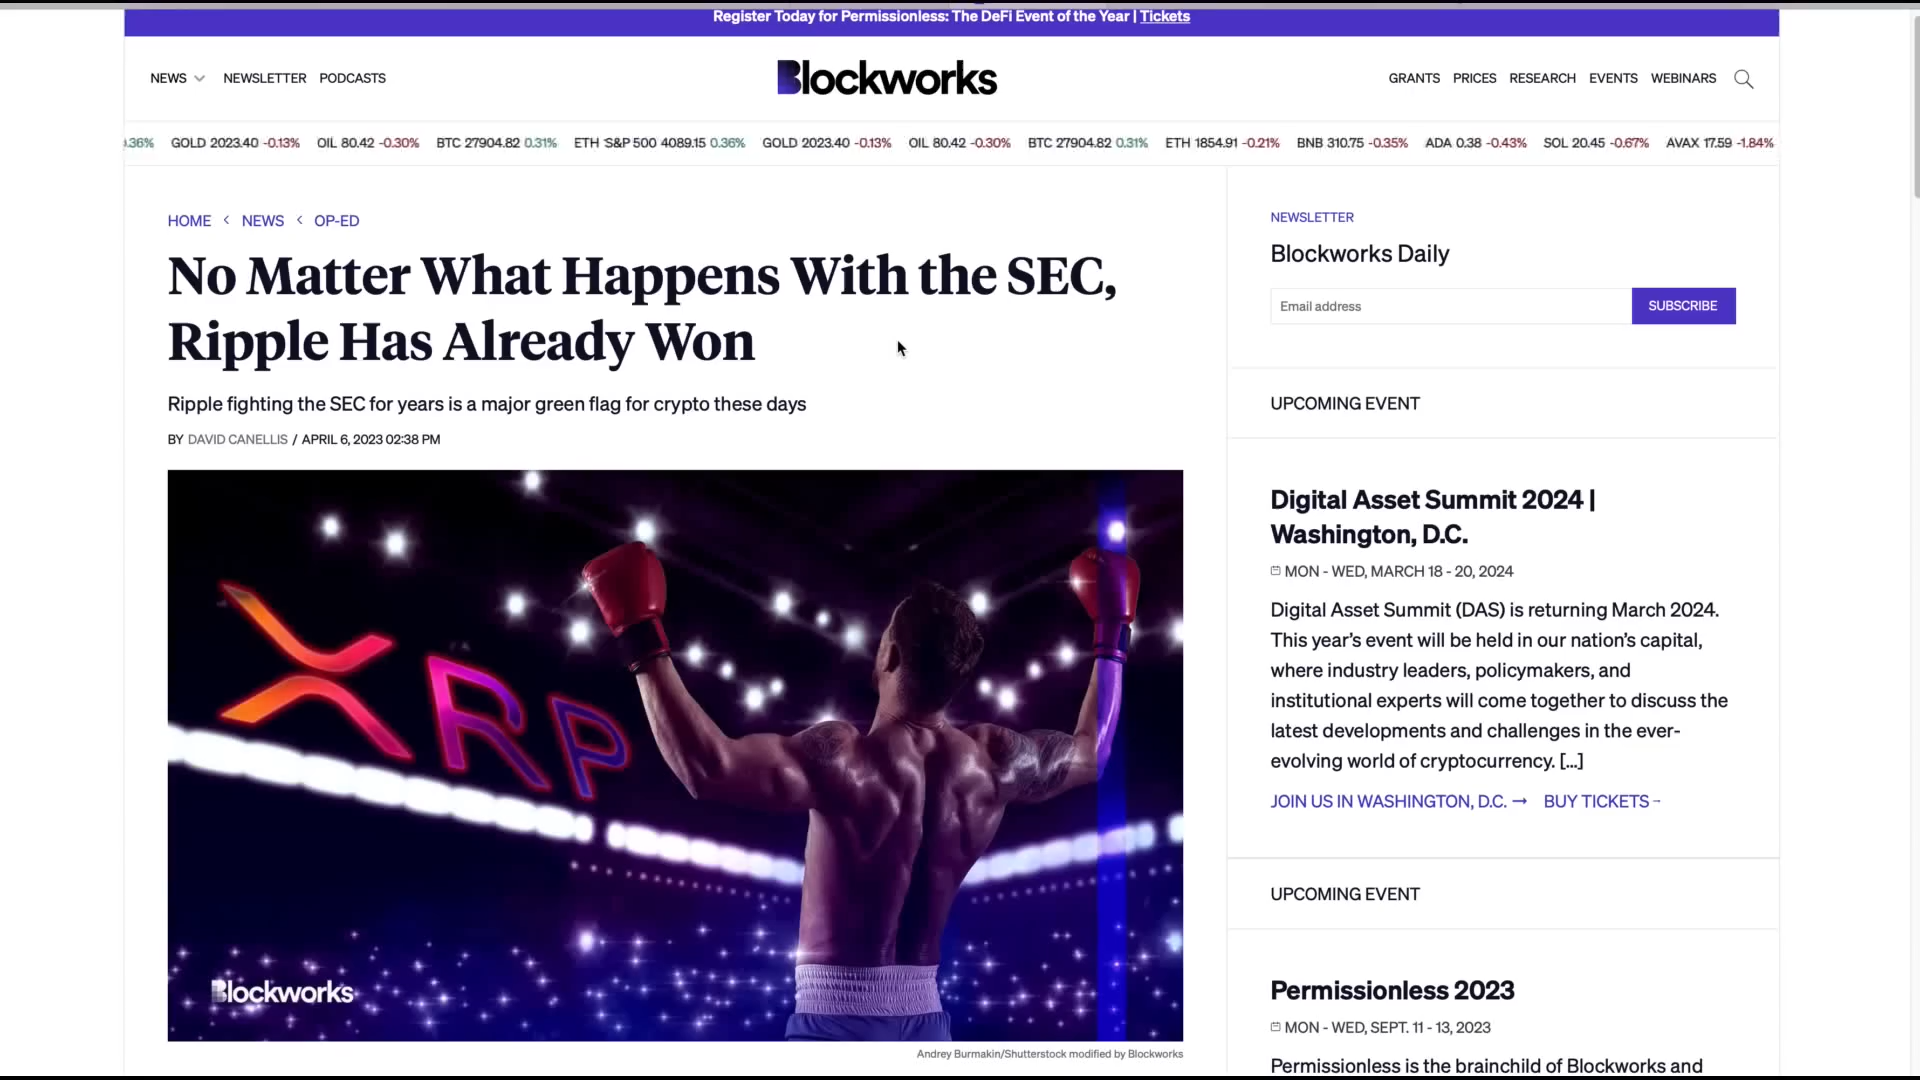 Register Today for Permissionless: The DeFi Event of the Year | Tickets
NEWS NEWSLETTER PODCASTS
Blockworks
GRANTS PRICES RESEARCH EVENTS WEBINARS
.36% GOLD 2023.40 -0.13% OIL 80.42 -0.30% BTC 27904.82 0.31% ETH S&P 500 4089.15 0.36% GOLD 2023.40 -0.13% OIL 80.42 -0.30% BTC 27904.82 0.31% ETH 1854.91 -0.21% BNB 310.75 -0.35% ADA 0.38 -0.43% SOL 20.45 -0.67% AVAX 17.59 -1.84%
HOME < NEWS < OP-ED
No Matter What Happens With the SEC,
Ripple Has Already Won
Ripple fighting the SEC for years is a major green flag for crypto these days
BY DAVID CANELLIS / APRIL 6, 2023 02:38 PM
XRP
Blockworks
Andrey Burmakin/Shutterstock modified by Blockworks
NEWSLETTER
Blockworks Daily
Email address
SUBSCRIBE
UPCOMING EVENT
Digital Asset Summit 2024 |
Washington, D.C.
MON - WED, MARCH 18 - 20, 2024
Digital Asset Summit (DAS) is returning March 2024.
This year's event will be held in our nation's capital,
where industry leaders, policymakers, and
institutional experts will come together to discuss the
latest developments and challenges in the ever-
evolving world of cryptocurrency. [...]
JOIN US IN WASHINGTON, D.C. → BUY TICKETS
UPCOMING EVENT
Permissionless 2023
MON - WED, SEPT. 11 - 13, 2023
Permissionless is the brainchild of Blockworks and